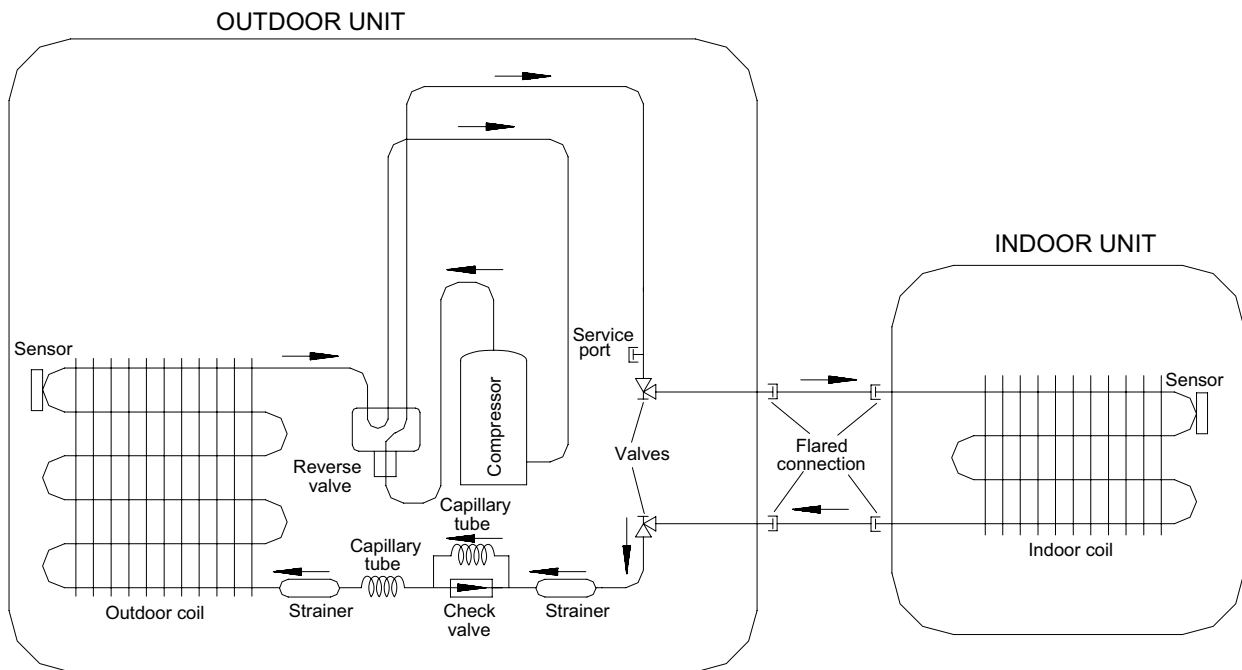 OUTDOOR UNIT
INDOOR UNIT
Service
port
Sensor
Sensor
Compressor
Reverse
valve
Valves
Flared
connection
Capillary
tube
Capillary
tube
Indoor coil
Outdoor coil
Strainer
Check
valve
Strainer